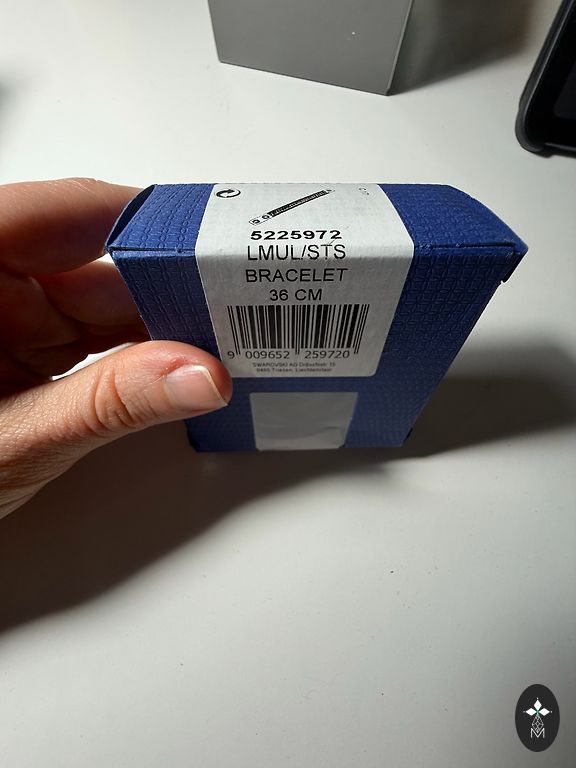 5225972
LMUL/STS
BRACELET
36 CM
9 009652 259720
SWAROVSKI AG Dröschistr. 15
9495 Triesen, Liechtenstein